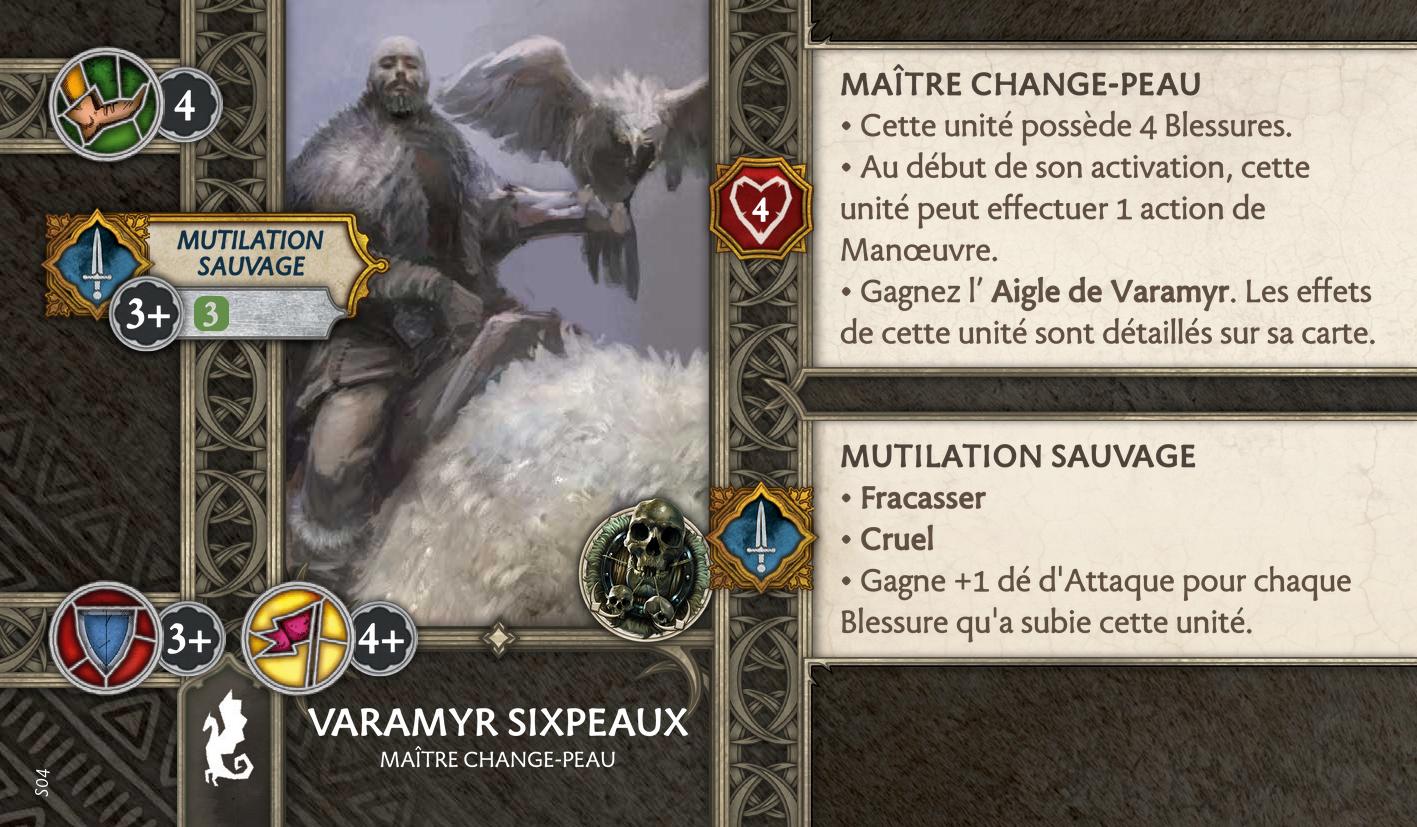 4
MUTILATION
SAUVAGE
3+
3
3+
4+
VARAMYR SIXPEAUX
MAÎTRE CHANGE-PEAU
S04
4
MAÎTRE CHANGE-PEAU
• Cette unité possède 4 Blessures.
• Au début de son activation, cette
unité peut effectuer 1 action de
Manœuvre.
• Gagnez l’ Aigle de Varamyr. Les effets
de cette unité sont détaillés sur sa carte.
MUTILATION SAUVAGE
• Fracasser
• Cruel
• Gagne +1 dé d'Attaque pour chaque
Blessure qu'a subie cette unité.